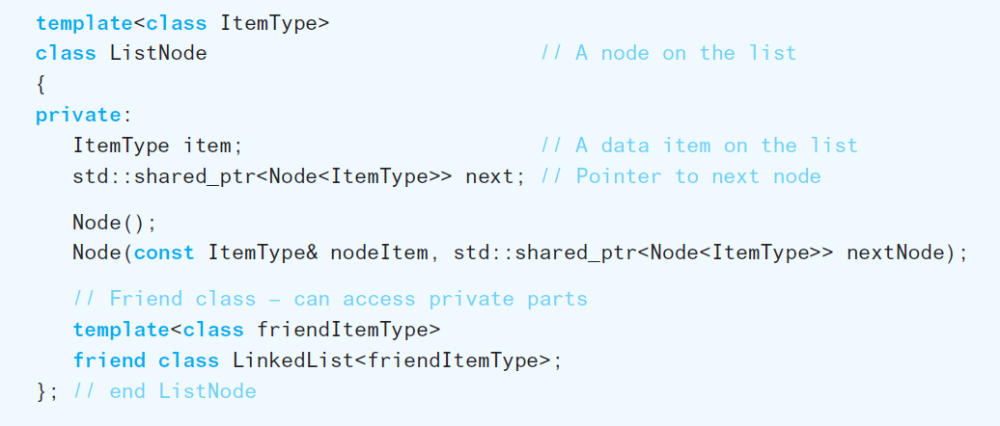 template<class ItemType>
class ListNode // A node on the list
{
private:
ItemType item; // A data item on the list
std::shared_ptr<Node<ItemType>> next; // Pointer to next node
Node();
Node(const ItemType& nodeItem, std::shared_ptr<Node<ItemType>> nextNode);
// Friend class – can access private parts
template<class friendItemType>
friend class LinkedList<friendItemType>;
}; // end ListNode